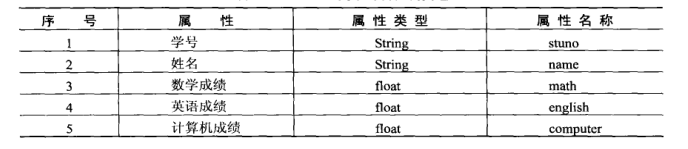 序 号 属 性 属 性 类 型 属 性 名 称
1 学号 String stuno
2 姓名 String name
3 数学成绩 float math
4 英语成绩 float english
5 计算机成绩 float computer